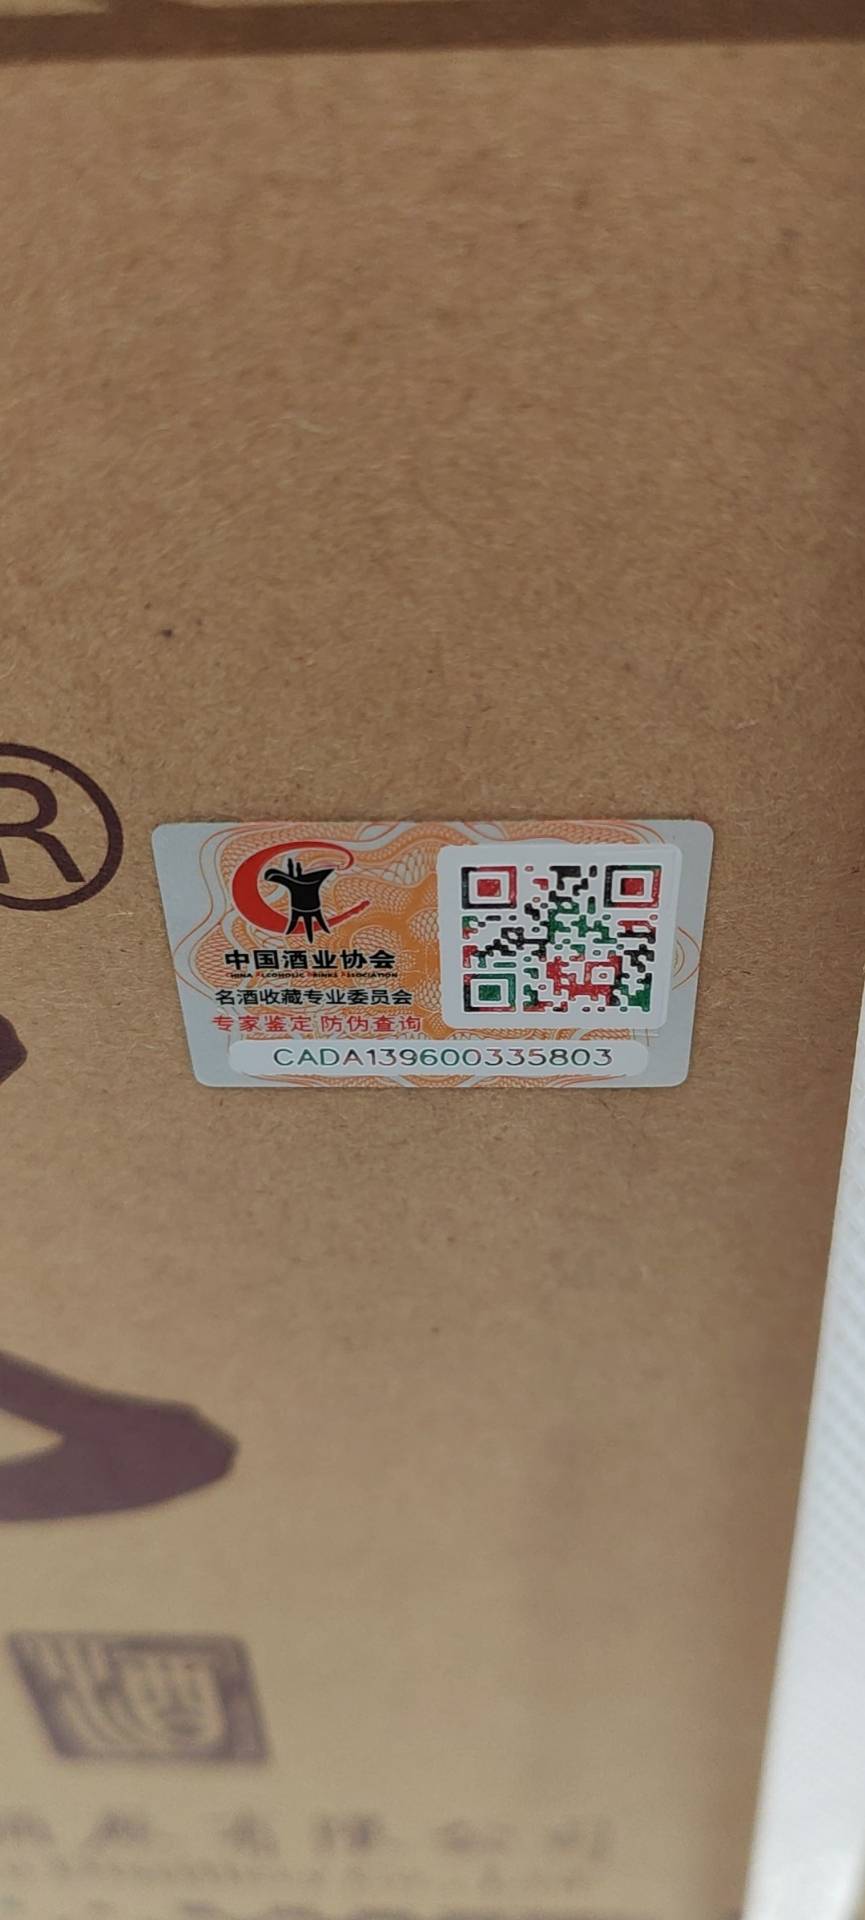 R
中国酒业协会
CHINA ALCOHOLIC DRINKS ASSOCIATION
名酒收藏专业委员会
专家鉴定 防伪查询
CADA139600335803